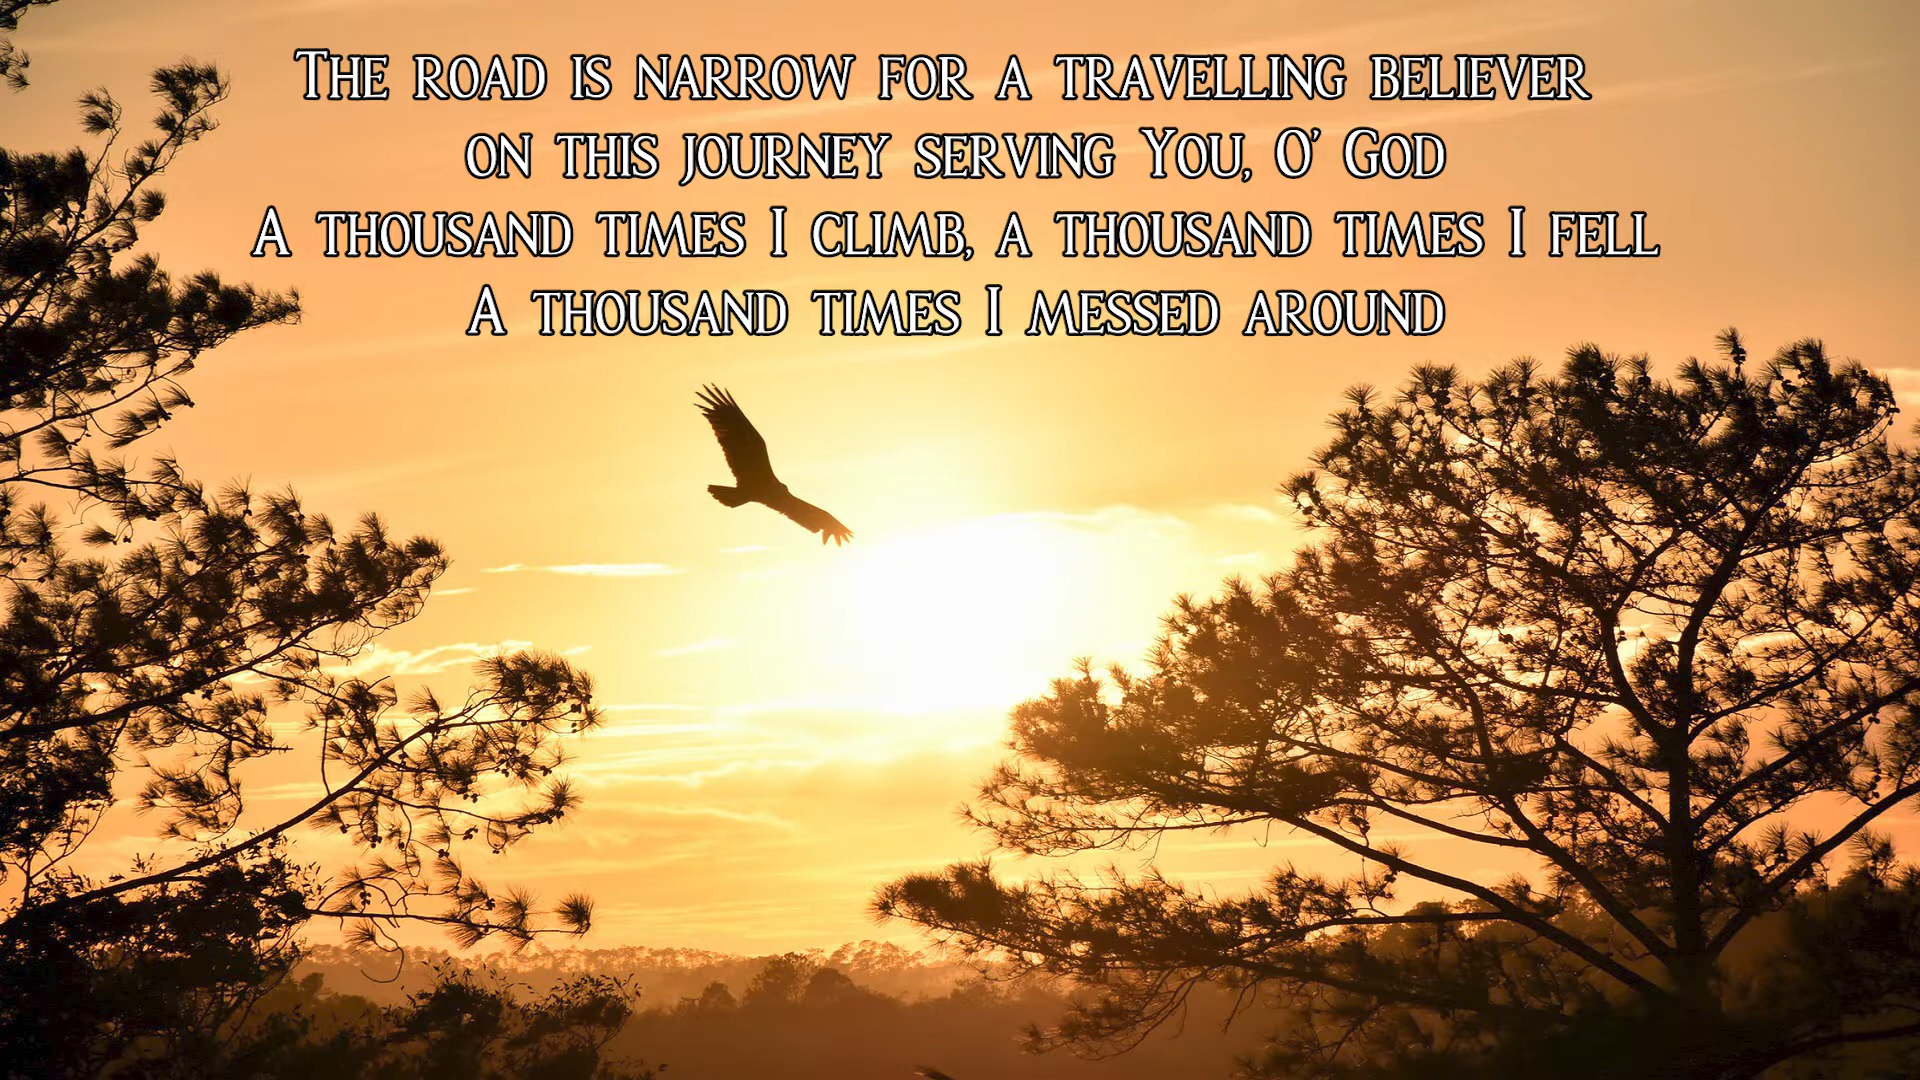 The road is narrow for a travelling believer
on this journey serving You, O' God
A thousand times I climb, a thousand times I fell
A thousand times I messed around